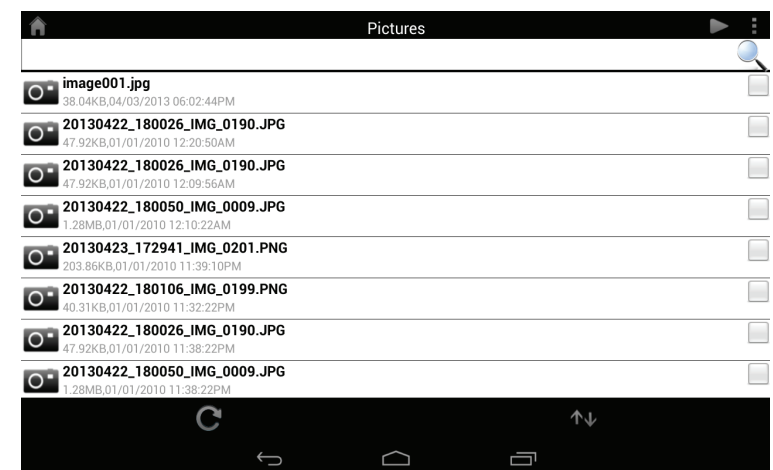 Pictures
image001.jpg
38.04KB,04/03/2013 06:02:44PM
20130422_180026_IMG_0190.JPG
47.92KB,01/01/2010 12:20:50AM
20130422_180026_IMG_0190.JPG
47.92KB,01/01/2010 12:09:56AM
20130422_180050_IMG_0009.JPG
1.28MB,01/01/2010 12:10:22AM
20130423_172941_IMG_0201.PNG
203.86KB,01/01/2010 11:39:10PM
20130422_180106_IMG_0199.PNG
40.31KB,01/01/2010 11:32:22PM
20130422_180026_IMG_0190.JPG
47.92KB,01/01/2010 11:38:22PM
20130422_180050_IMG_0009.JPG
1.28MB,01/01/2010 11:38:22PM